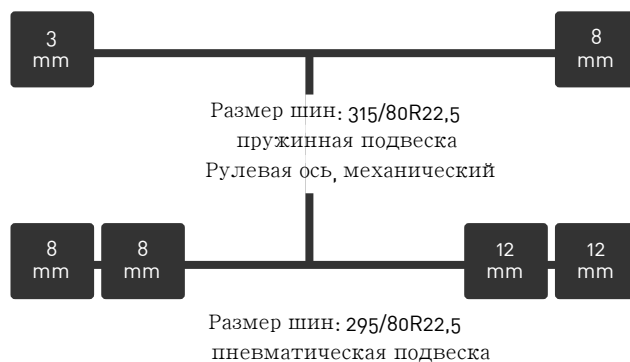 3
mm
8
mm
Размер шин: 315/80R22,5
пружинная подвеска
Рулевая ось, механический
8
mm
8
mm
12
mm
12
mm
Размер шин: 295/80R22,5
пневматическая подвеска